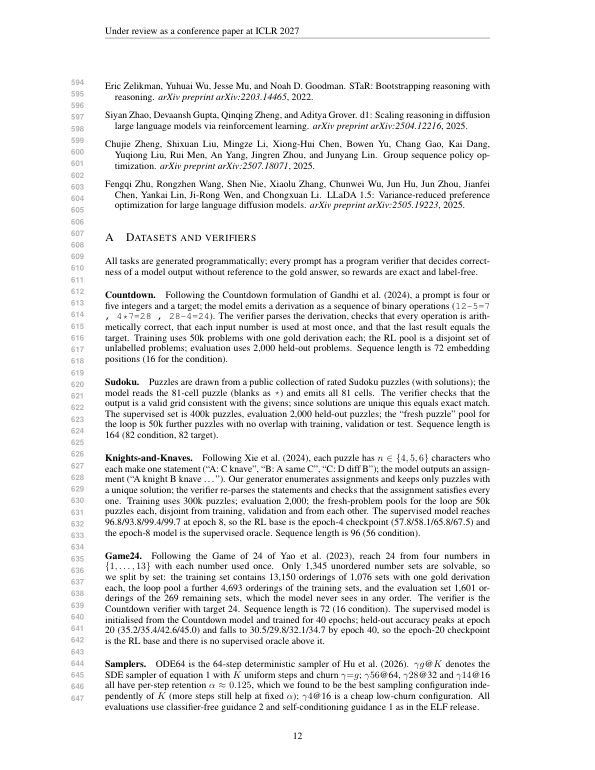 Under review as a conference paper at ICLR 2027
594 Eric Zelikman, Yuhuai Wu, Jesse Mu, and Noah D. Goodman. STaR: Bootstrapping reasoning with
595 reasoning. arXiv preprint arXiv:2203.14465, 2022.
596
597 Siyan Zhao, Devaansh Gupta, Qinqing Zheng, and Aditya Grover. d1: Scaling reasoning in diffusion
598 large language models via reinforcement learning. arXiv preprint arXiv:2504.12216, 2025.
599
600 Chujie Zheng, Shixuan Liu, Mingze Li, Xiong-Hui Chen, Bowen Yu, Chang Gao, Kai Dang,
601 Yuqiong Liu, Rui Men, An Yang, Jingren Zhou, and Junyang Lin. Group sequence policy op-
602 timization. arXiv preprint arXiv:2507.18071, 2025.
603 Fengqi Zhu, Rongzhen Wang, Shen Nie, Xiaolu Zhang, Chunwei Wu, Jun Hu, Jun Zhou, Jianfei
604 Chen, Yankai Lin, Ji-Rong Wen, and Chongxuan Li. LLaDA 1.5: Variance-reduced preference
605 optimization for large language diffusion models. arXiv preprint arXiv:2505.19223, 2025.
606
607 A DATASETS AND VERIFIERS
608
609 All tasks are generated programmatically; every prompt has a program verifier that decides correct-
610 ness of a model output without reference to the gold answer, so rewards are exact and label-free.
611
612 Countdown. Following the Countdown formulation of Gandhi et al. (2024), a prompt is four or
613 five integers and a target; the model emits a derivation as a sequence of binary operations (12-5=7
614 , 4*7=28 , 28-4=24). The verifier parses the derivation, checks that every operation is arith-
615 metically correct, that each input number is used at most once, and that the last result equals the
616 target. Training uses 50k problems with one gold derivation each; the RL pool is a disjoint set of
617 unlabelled problems; evaluation uses 2,000 held-out problems. Sequence length is 72 embedding
618 positions (16 for the condition).
619
620 Sudoku. Puzzles are drawn from a public collection of rated Sudoku puzzles (with solutions); the
621 model reads the 81-cell puzzle (blanks as *) and emits all 81 cells. The verifier checks that the
622 output is a valid grid consistent with the givens; since solutions are unique this equals exact match.
623 The supervised set is 400k puzzles, evaluation 2,000 held-out puzzles; the “fresh puzzle” pool for
624 the loop is 50k further puzzles with no overlap with training, validation or test. Sequence length is
625 164 (82 condition, 82 target).
626 Knights-and-Knaves. Following Xie et al. (2024), each puzzle has n ∈ {4, 5, 6} characters who
627 each make one statement (“A: C knave”, “B: A same C”, “C: D diff B”); the model outputs an assign-
628 ment (“A knight B knave ...”). Our generator enumerates assignments and keeps only puzzles with
629 a unique solution; the verifier re-parses the statements and checks that the assignment satisfies every
630 one. Training uses 300k puzzles; evaluation 2,000; the fresh-problem pools for the loop are 50k
631 puzzles each, disjoint from training, validation and from each other. The supervised model reaches
632 96.8/93.8/99.4/99.7 at epoch 8, so the RL base is the epoch-4 checkpoint (57.8/58.1/65.8/67.5) and
633 the epoch-8 model is the supervised oracle. Sequence length is 96 (56 condition).
634
635 Game24. Following the Game of 24 of Yao et al. (2023), reach 24 from four numbers in
636 {1, . . . , 13} with each number used once. Only 1,345 unordered number sets are solvable, so
637 we split by set: the training set contains 13,150 orderings of 1,076 sets with one gold derivation
638 each, the loop pool a further 4,693 orderings of the training sets, and the evaluation set 1,601 or-
639 derings of the 269 remaining sets, which the model never sees in any order. The verifier is the
640 Countdown verifier with target 24. Sequence length is 72 (16 condition). The supervised model is
641 initialised from the Countdown model and trained for 40 epochs; held-out accuracy peaks at epoch
642 20 (35.2/35.4/42.6/45.0) and falls to 30.5/29.8/32.1/34.7 by epoch 40, so the epoch-20 checkpoint
643 is the RL base and there is no supervised oracle above it.
644 Samplers. ODE64 is the 64-step deterministic sampler of Hu et al. (2026). γg@K denotes the
645 SDE sampler of equation 1 with K uniform steps and churn γ=g; γ56@64, γ28@32 and γ14@16
646 all have per-step retention α ≈ 0.125, which we found to be the best sampling configuration inde-
647 pendently of K (more steps still help at fixed α); γ4@16 is a cheap low-churn configuration. All
evaluations use classifier-free guidance 2 and self-conditioning guidance 1 as in the ELF release.
12